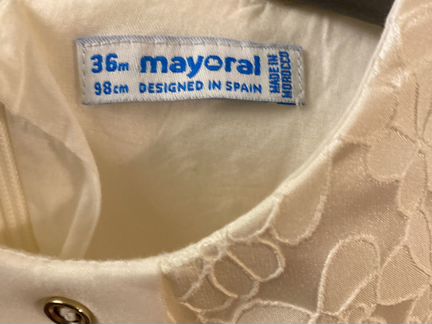 36m mayoral
98cm DESIGNED IN SPAIN
MADE IN
MOROCCO